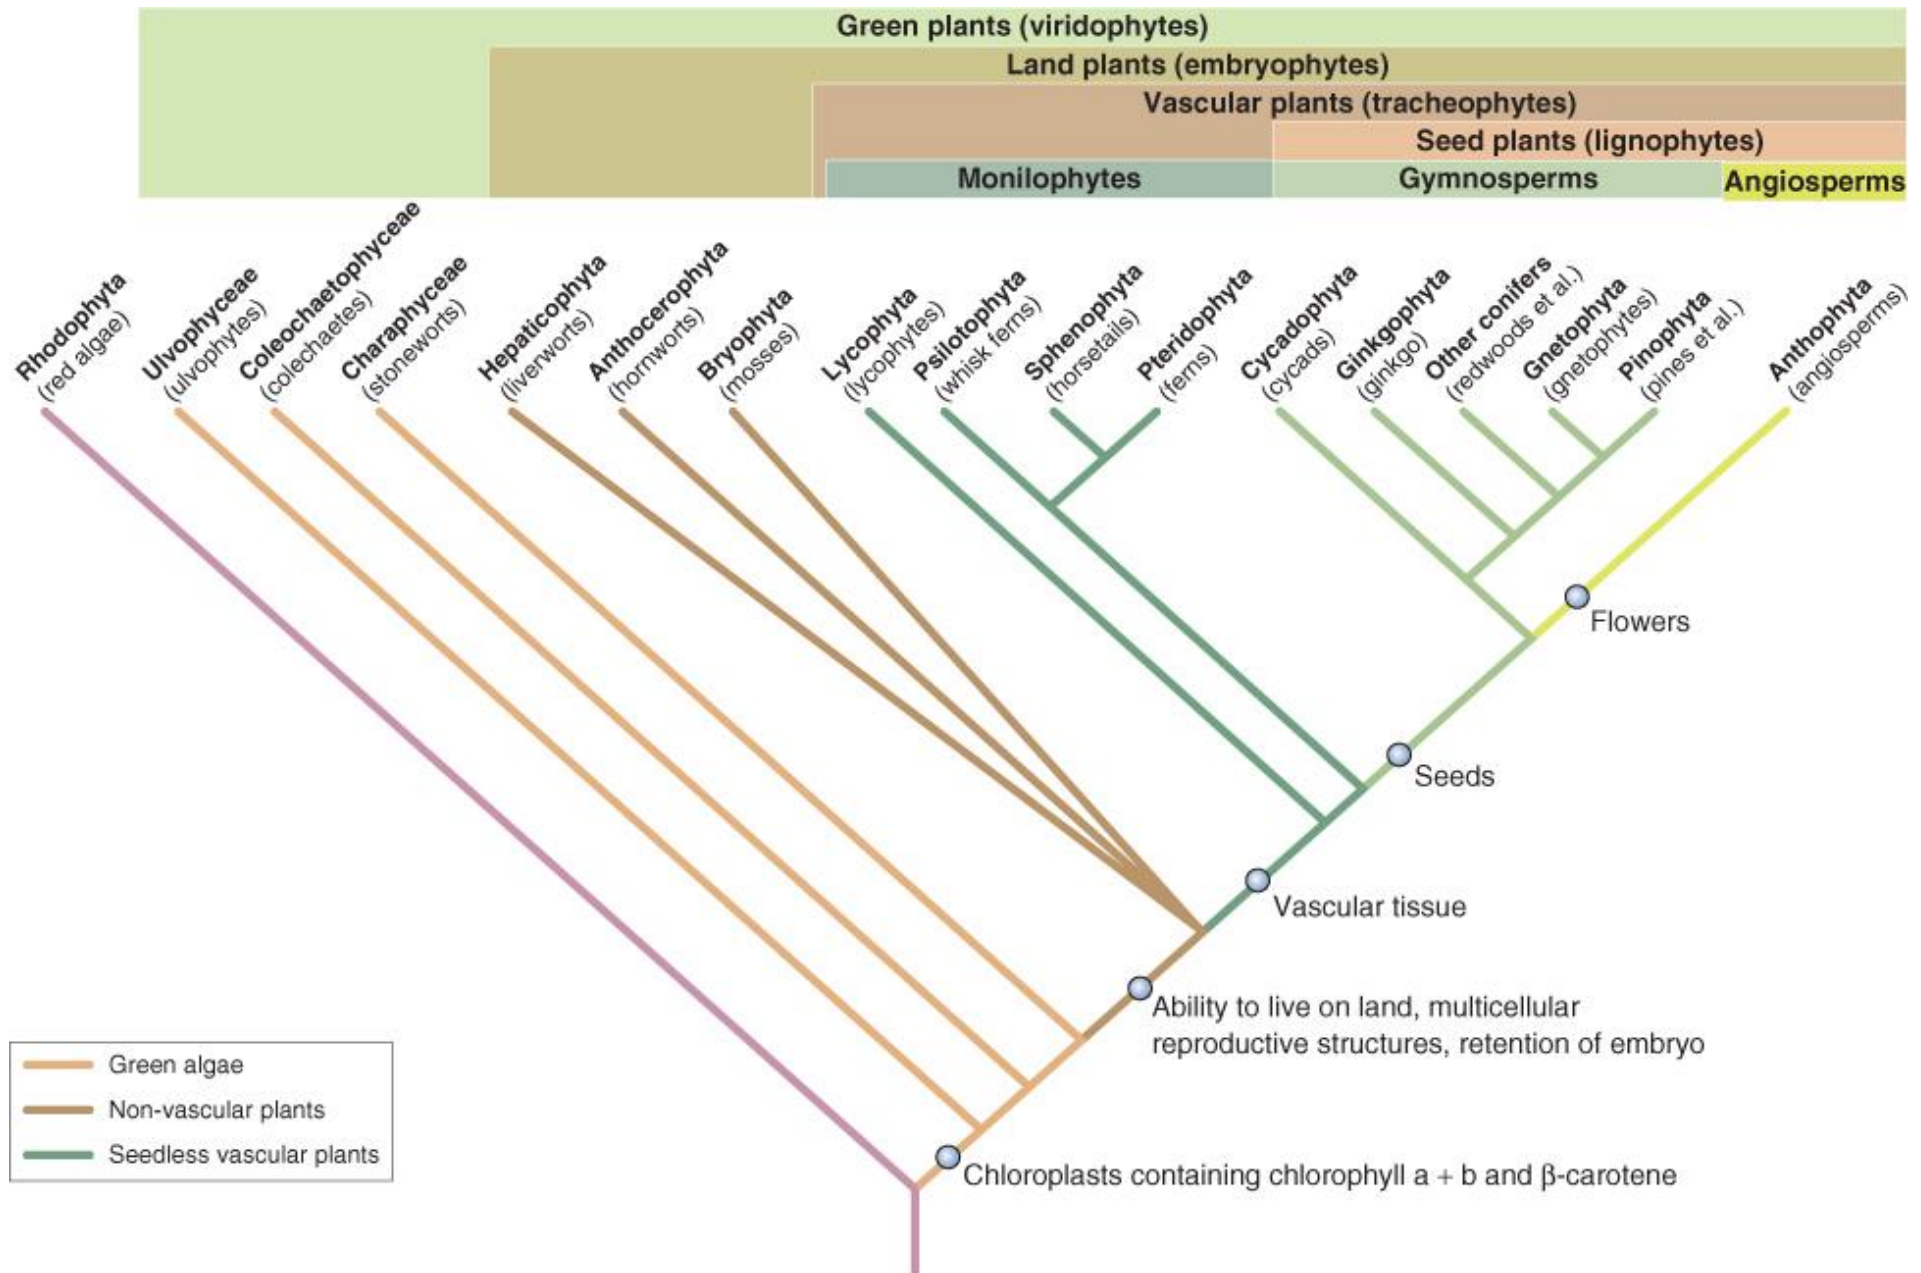 Green plants (viridophytes)
Land plants (embryophytes)
Vascular plants (tracheophytes)
Seed plants (lignophytes)
Monilophytes
Gymnosperms
Angiosperms
Rhodophyta
(red algae)
Ulvophyceae
(ulvophytes)
Coleochaetophyceae
(colechaetes)
Charaphyceae
(stoneworts)
Hepaticophyta
(liverworts)
Anthocerophyta
(hornworts)
Bryophyta
(mosses)
Lycophyta
(lycophytes)
Psilotophyta
(whisk ferns)
Sphenophyta
(horsetails)
Pteridophyta
(ferns)
Cycadophyta
(cycads)
Ginkgophyta
(ginkgo)
Other conifers
(redwoods et al.)
Gnetophyta
(gnetophytes)
Pinophyta
(pines et al.)
Anthophyta
(angiosperms)
Flowers
Seeds
Vascular tissue
Ability to live on land, multicellular
reproductive structures, retention of embryo
Chloroplasts containing chlorophyll a + b and β-carotene
Green algae
Non-vascular plants
Seedless vascular plants